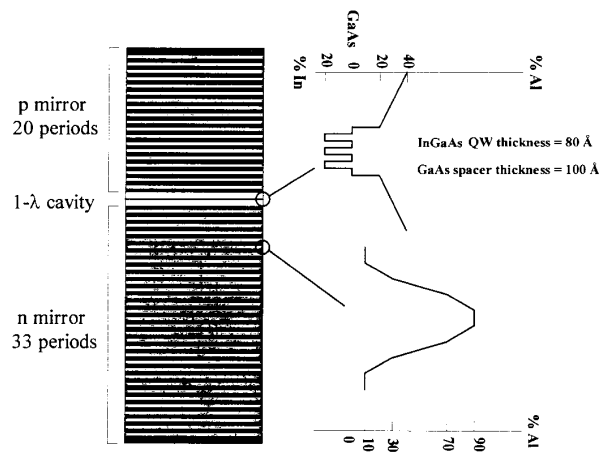 p mirror
20 periods
1-λ cavity
n mirror
33 periods
GaAs
% In
20
0
20
40
% Al
InGaAs QW thickness = 80 Å
GaAs spacer thickness = 100 Å
0
10
30
70
90
% Al